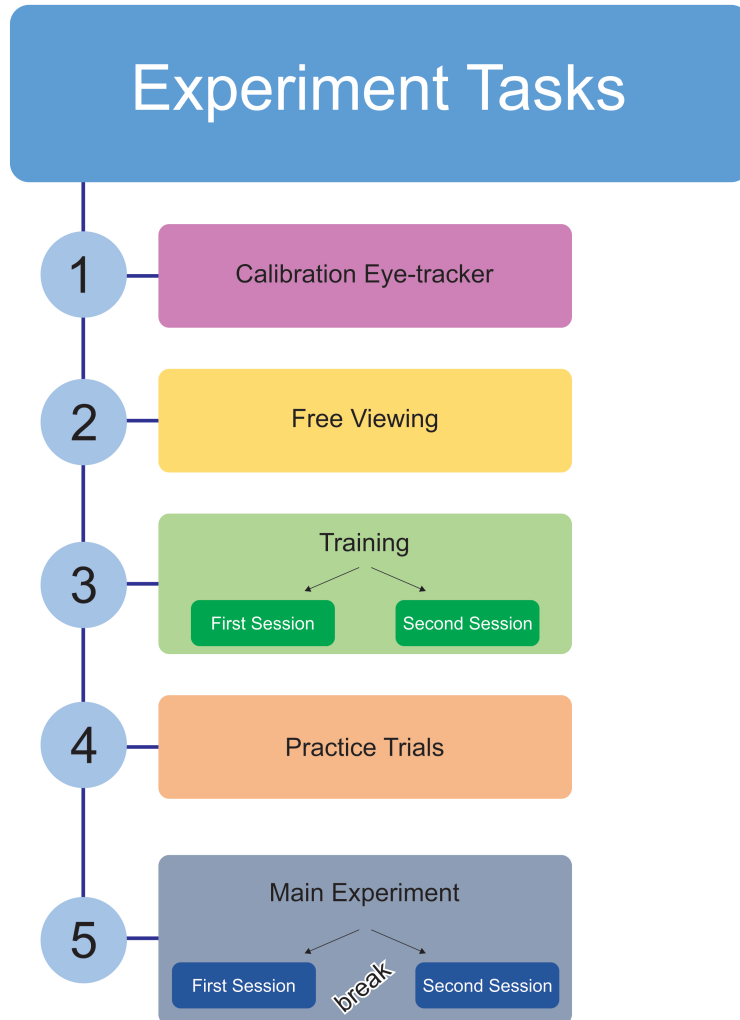 Experiment Tasks
1
Calibration Eye-tracker
2
Free Viewing
3
Training
First Session
Second Session
4
Practice Trials
5
Main Experiment
First Session
break
Second Session